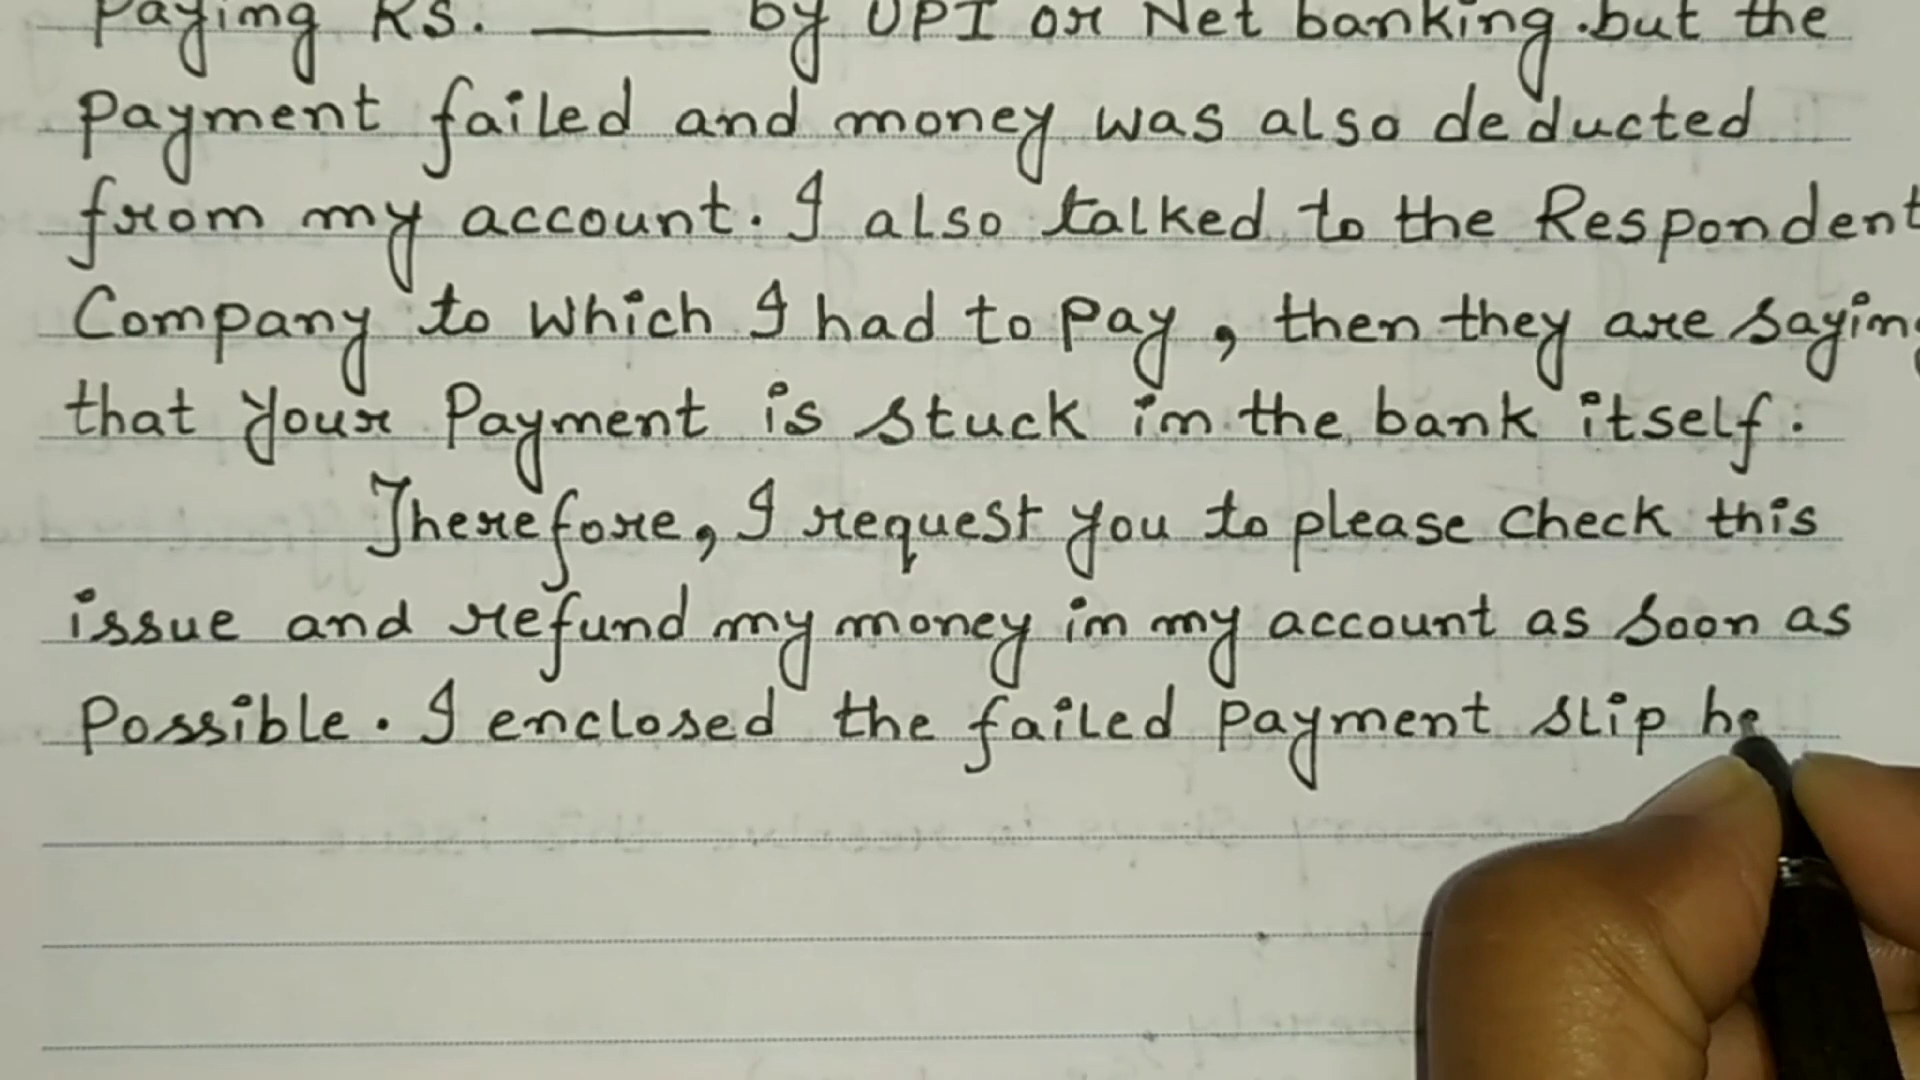 Paying Rs. ____ by UPI or Net banking. but the
Payment failed and money was also deducted
from my account. I also talked to the Respondent
Company to which I had to pay, then they are saying
that your Payment is stuck in the bank itself.
Therefore, I request you to please check this
issue and refund my money in my account as soon as
Possible. I enclosed the failed payment slip he